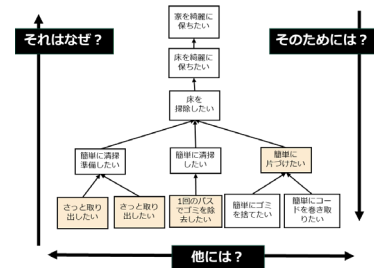 家を綺麗に
保ちたい
それはなぜ？
そのためには？
床を綺麗に
保ちたい
床を
掃除したい
簡単に清掃
準備したい
簡単に清掃
したい
簡単に
片づけたい
さっと取り
出したい
さっと取り
出したい
1回のパス
でゴミを除
去したい
簡単にゴミ
を捨てたい
簡単にコー
ドを巻き取
りたい
他には？